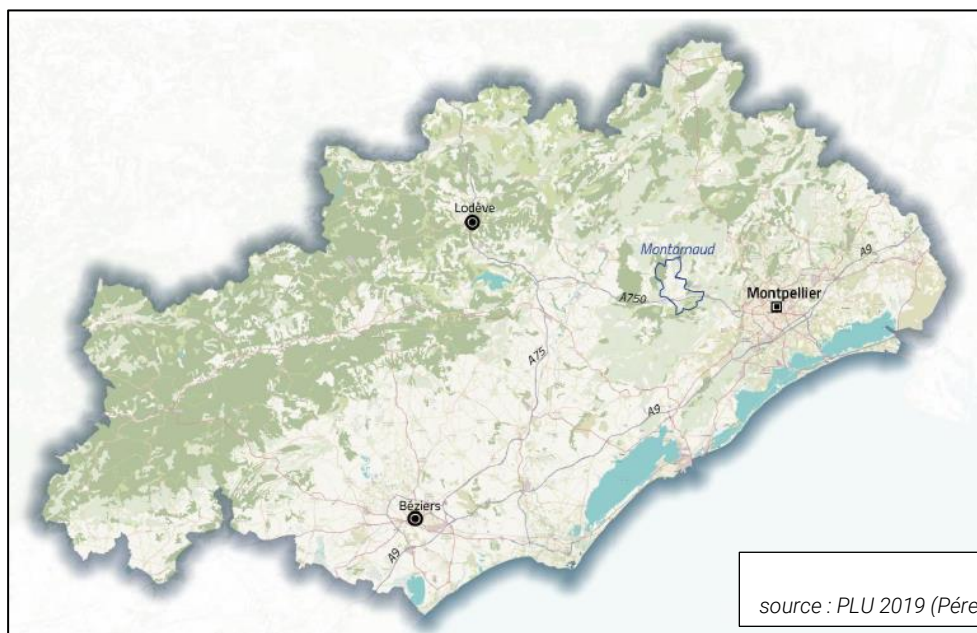 Lodève
Montarnaud
A9
A750
Montpellier
A75
A9
Béziers
A9
source : PLU 2019 (Pére